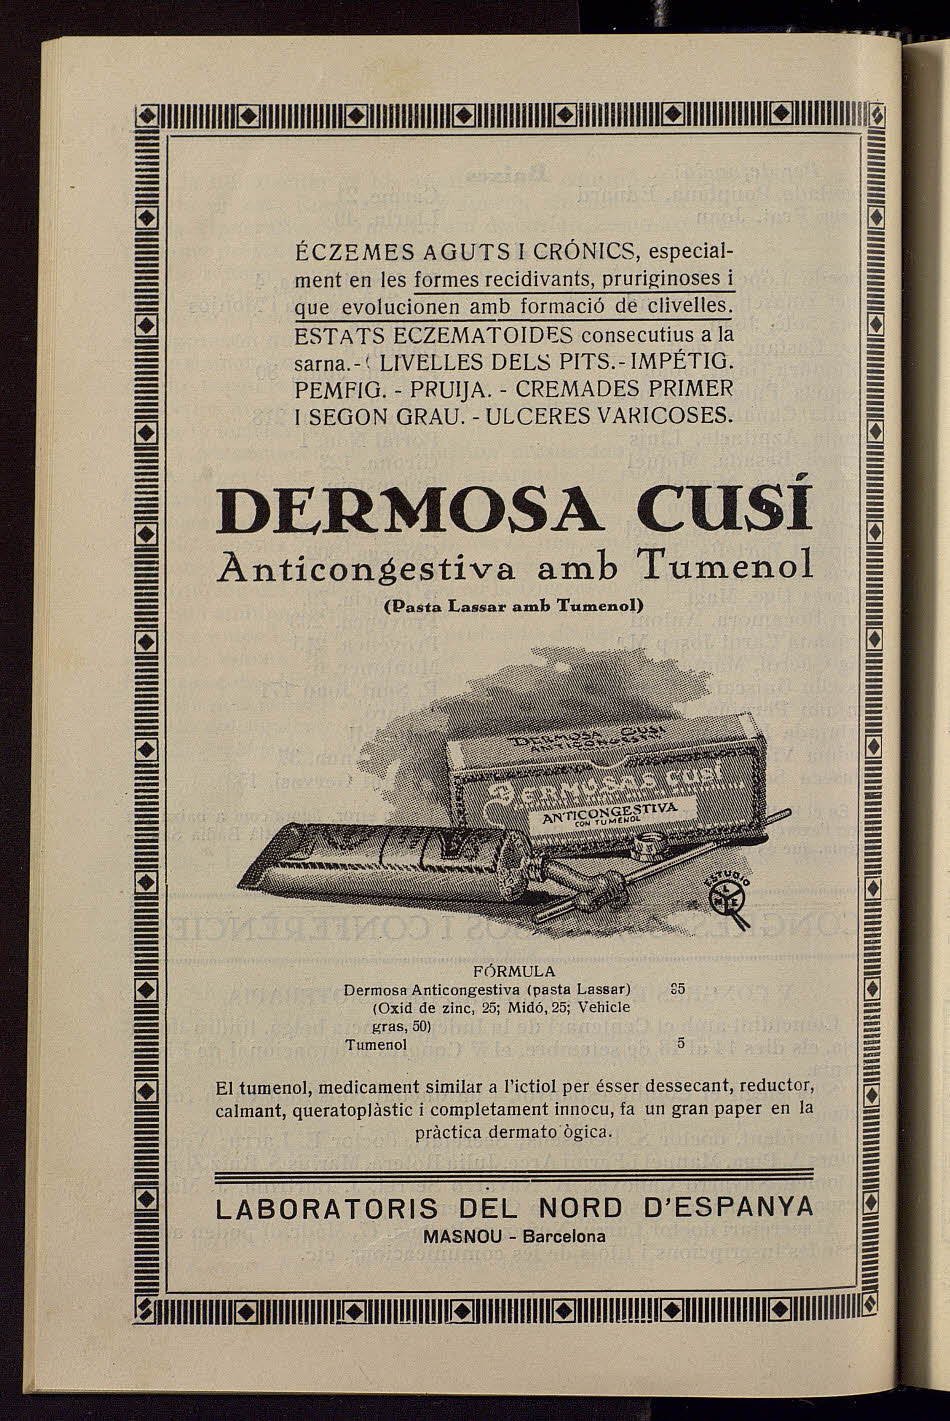 ÉCZEMES AGUTS I CRÓNICS, especial-
ment en les formes recidivants, pruriginoses i
que evolucionen amb formació de clivelles.
ESTATS ECZEMATOIDES consecutius a la
sarna.- LIVELLES DELS PITS.- IMPÉTIG.
PEMFIG. - PRUIJA. - CREMADES PRIMER
I SEGON GRAU. - ULCERES VARICOSES.
DERMOSA CUSÍ
Anticongestiva amb Tumenol
(Pasta Lassar amb Tumenol)
DERMOSA CUSI
DERMOSAS CUSÍ
ANTICONGESTIVA
CON TUMENOL
ESTUDIO
FÓRMULA
Dermosa Anticongestiva (pasta Lassar) 85
(Oxid de zinc, 25; Midó, 25; Vehicle
gras, 50)
Tumenol 5
El tumenol, medicament similar a l'ictiol per ésser dessecant, reductor,
calmant, queratoplàstic i completament innocu, fa un gran paper en la
pràctica dermato ògica.
LABORATORIS DEL NORD D'ESPANYA
MASNOU - Barcelona